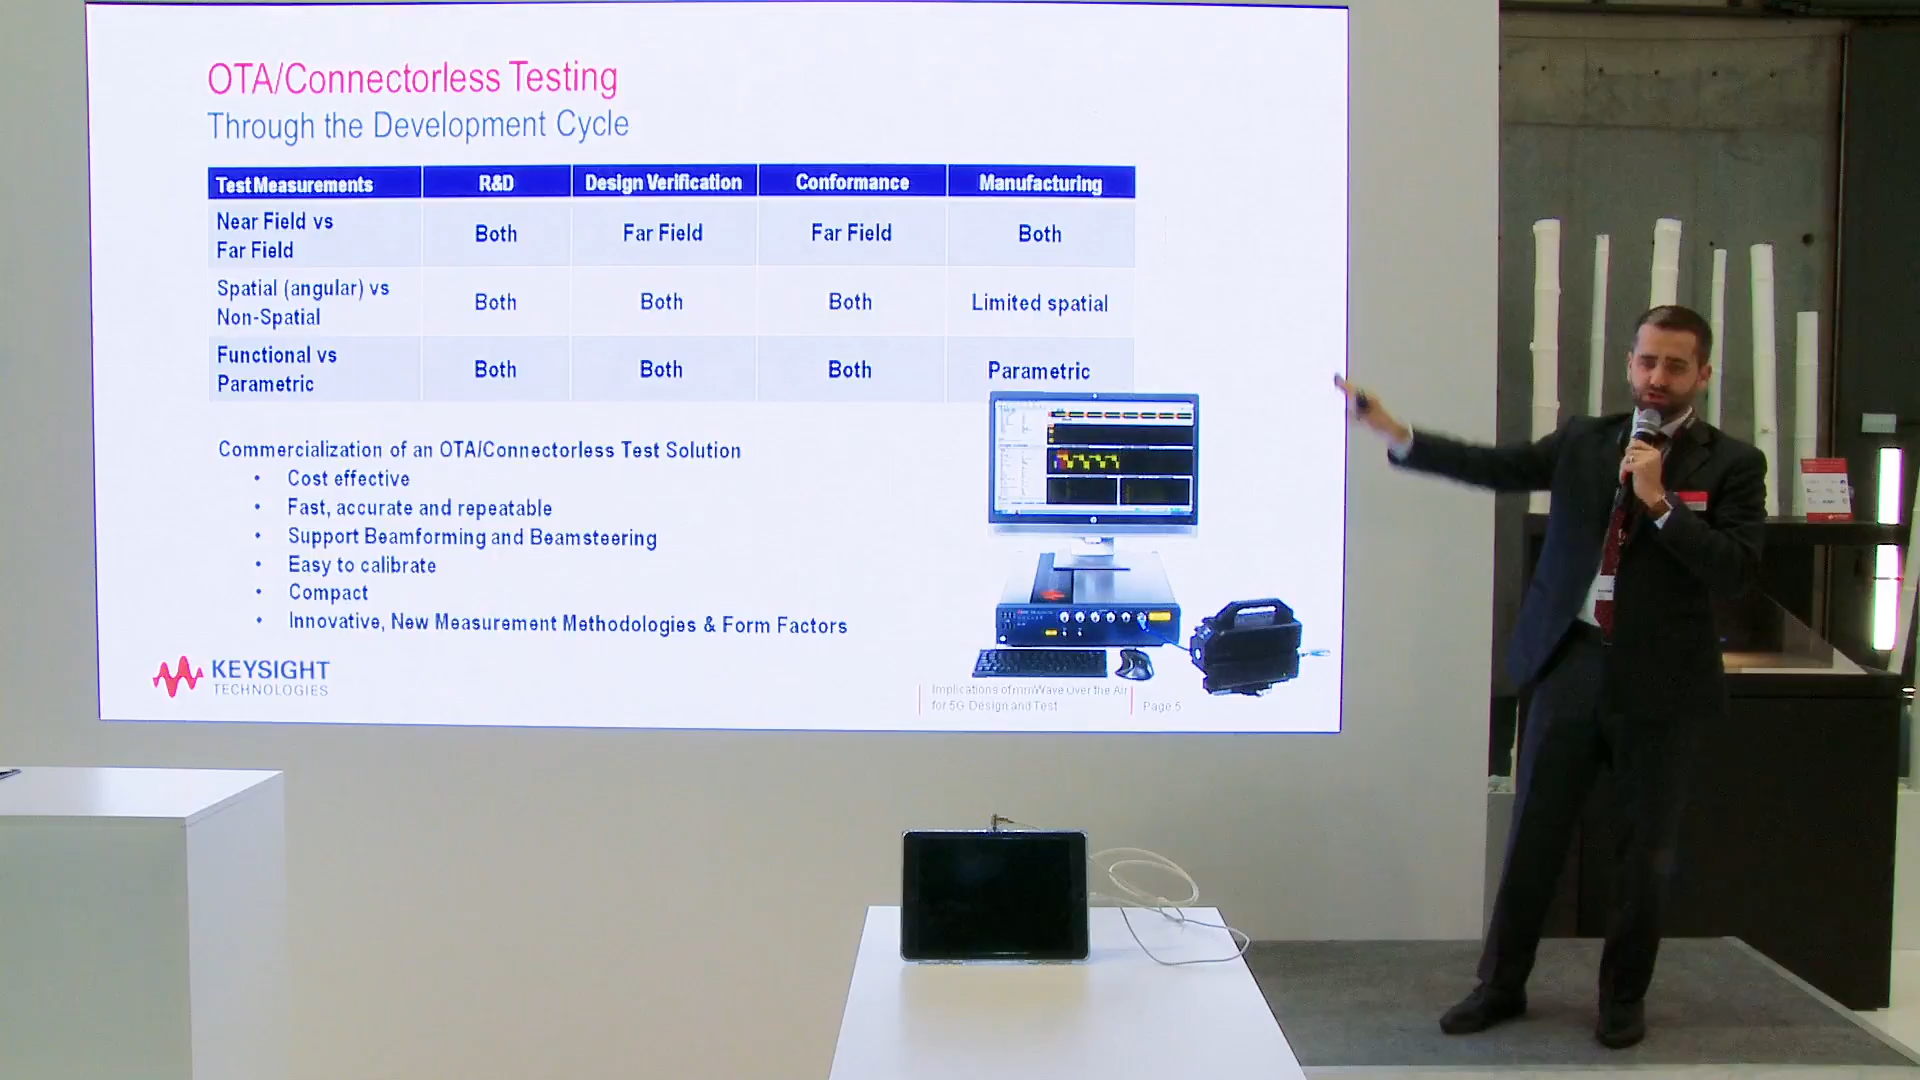 OTA/Connectorless Testing
Through the Development Cycle
Test Measurements R&D Design Verification Conformance Manufacturing
Near Field vs
Far Field
Both Far Field Far Field Both
Spatial (angular) vs
Non-Spatial
Both Both Both Limited spatial
Functional vs
Parametric
Both Both Both Parametric
Commercialization of an OTA/Connectorless Test Solution
• Cost effective
• Fast, accurate and repeatable
• Support Beamforming and Beamsteering
• Easy to calibrate
• Compact
• Innovative, New Measurement Methodologies & Form Factors
KEYSIGHT
TECHNOLOGIES
Implications of mmWave Over the Air
for 5G Design and Test
Page 5